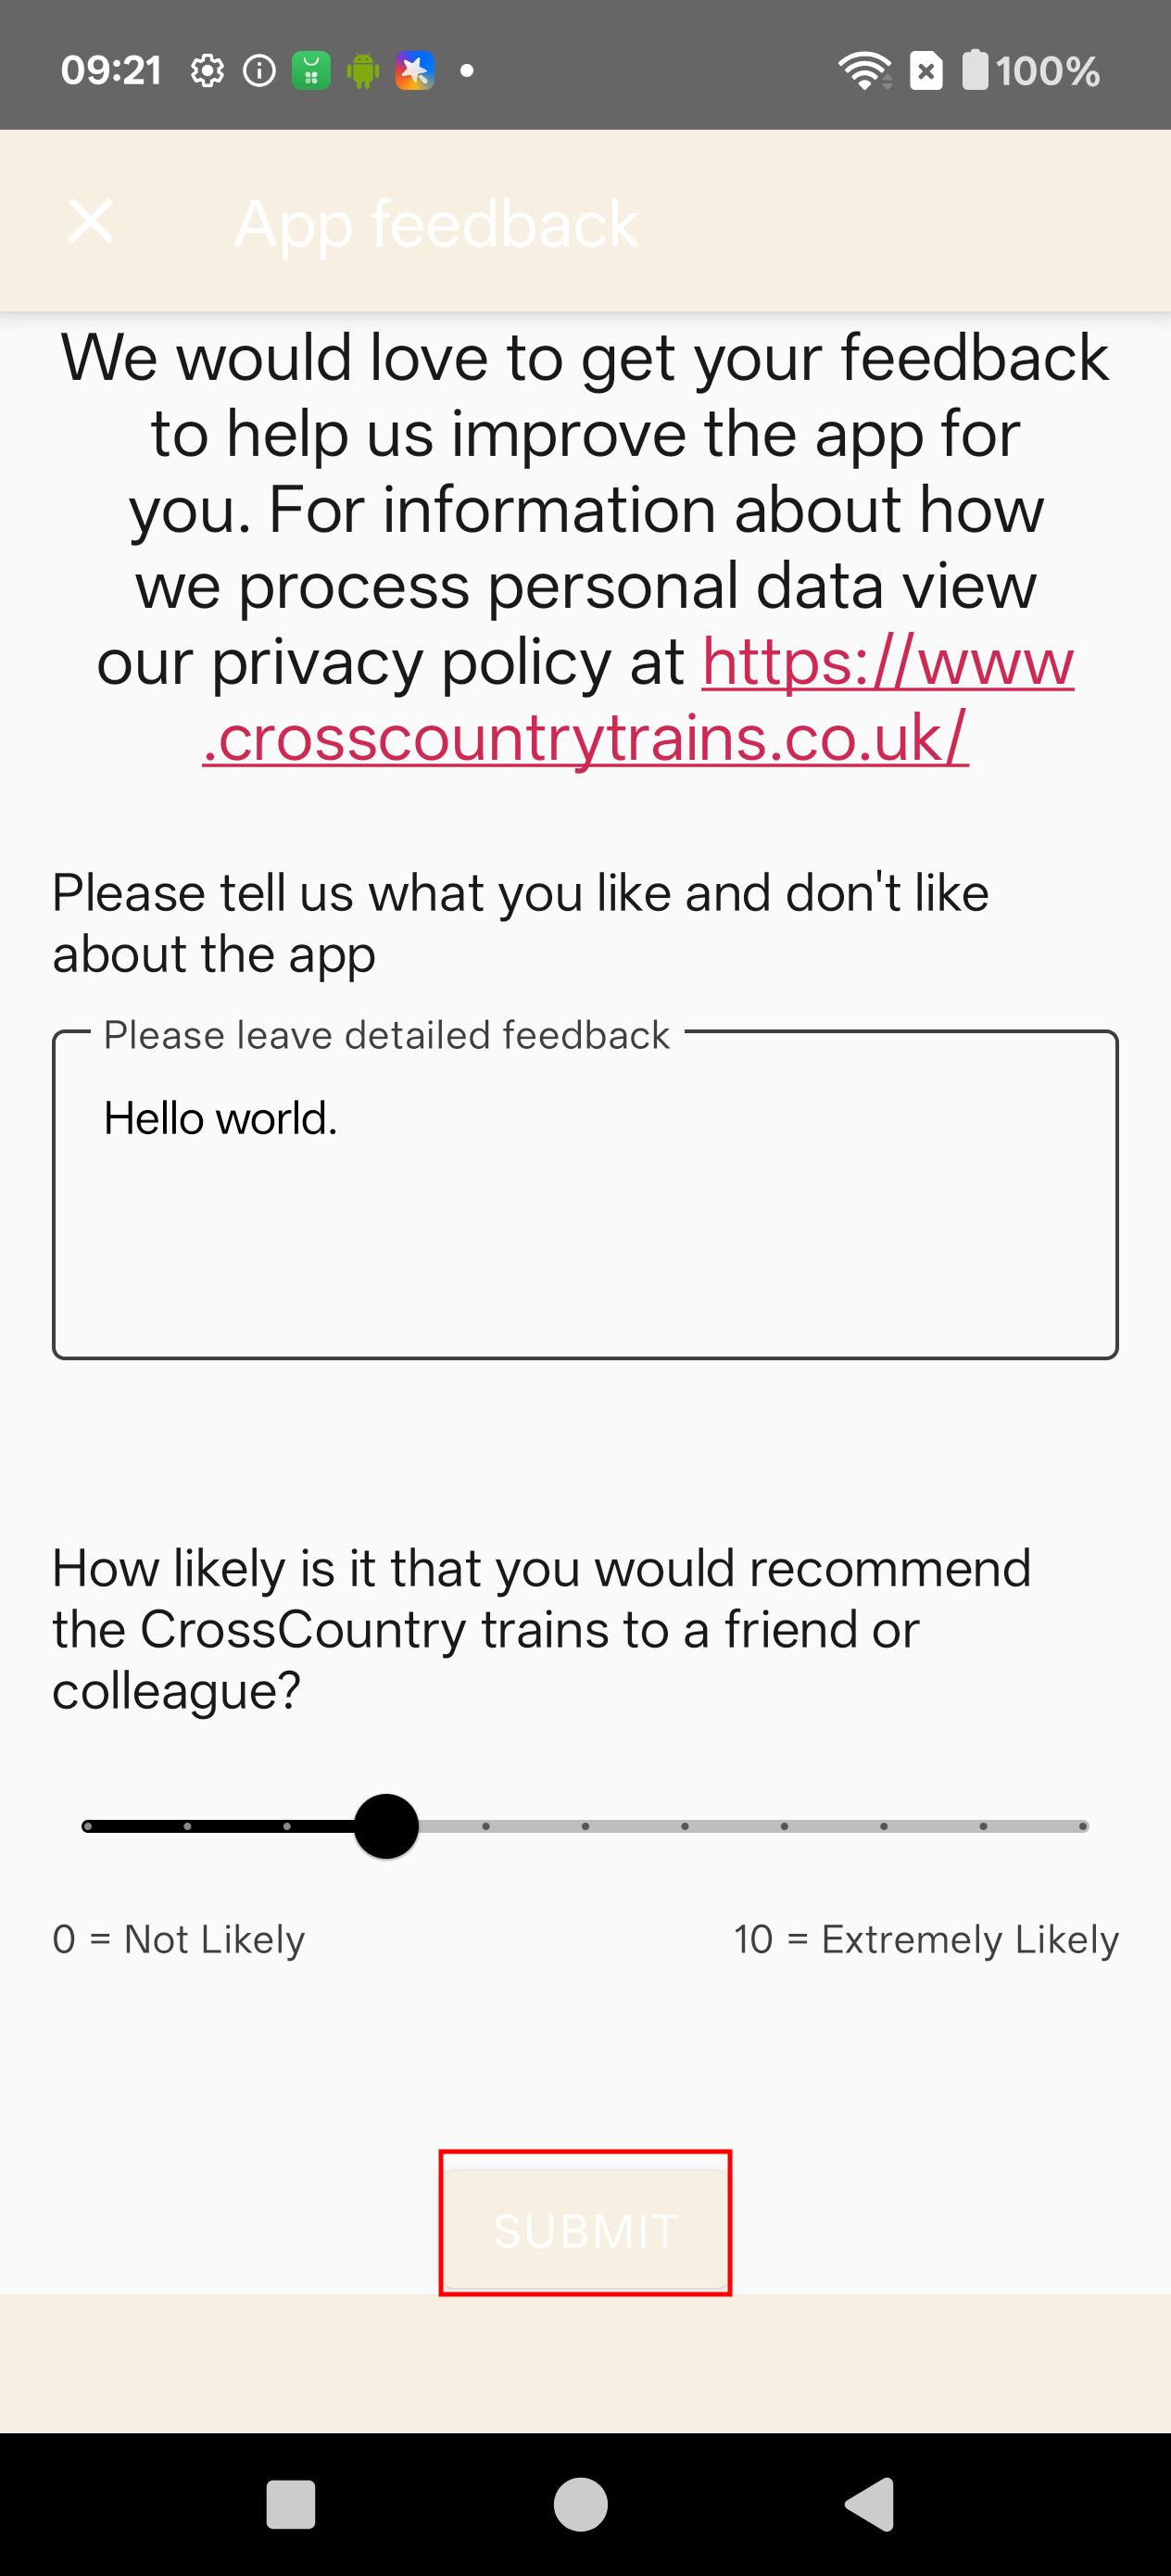 09:21
100%
App feedback
We would love to get your feedback
to help us improve the app for
you. For information about how
we process personal data view
our privacy policy at https://www
.crosscountrytrains.co.uk/
Please tell us what you like and don't like
about the app
Please leave detailed feedback
Hello world.
How likely is it that you would recommend
the CrossCountry trains to a friend or
colleague?
0 = Not Likely
10 = Extremely Likely
SUBMIT